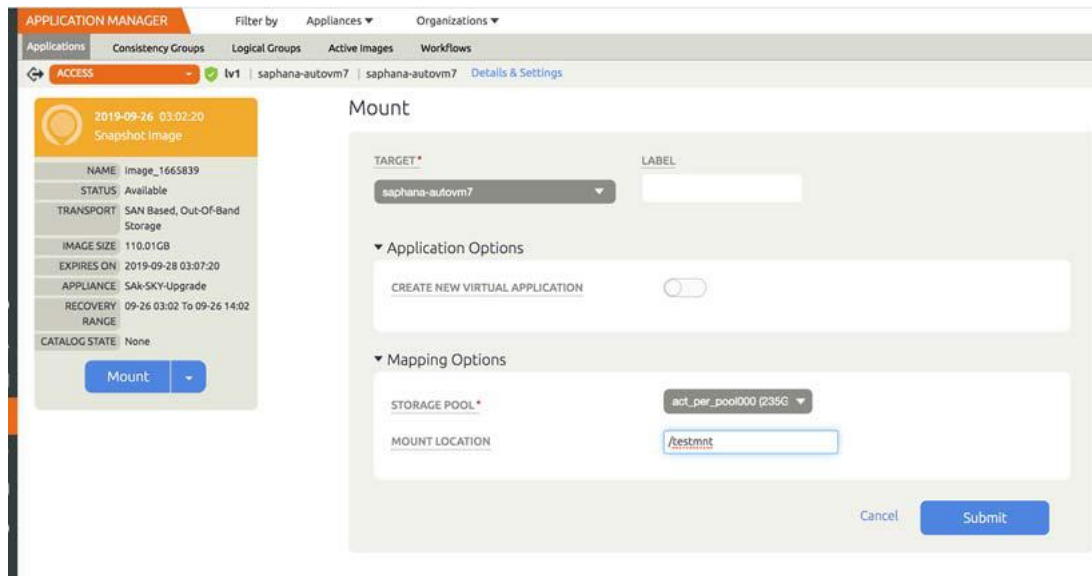 APPLICATION MANAGER Filter by Appliances Organizations
Applications Consistency Groups Logical Groups Active Images Workflows
ACCESS lv1 | saphana-autovm7 | saphana-autovm7 Details & Settings
2019-09-26 03:02:20
Snapshot Image
NAME Image_1665839
STATUS Available
TRANSPORT SAN Based, Out-Of-Band
Storage
IMAGE SIZE 110.01GB
EXPIRES ON 2019-09-28 03:07:20
APPLIANCE SAk-SKY-Upgrade
RECOVERY 09-26 03:02 To 09-26 14:02
RANGE
CATALOG STATE None
Mount
Mount
TARGET* LABEL
saphana-autovm7
Application Options
CREATE NEW VIRTUAL APPLICATION
Mapping Options
STORAGE POOL* act_per_pool000 (235G
MOUNT LOCATION /testmnt
Cancel Submit